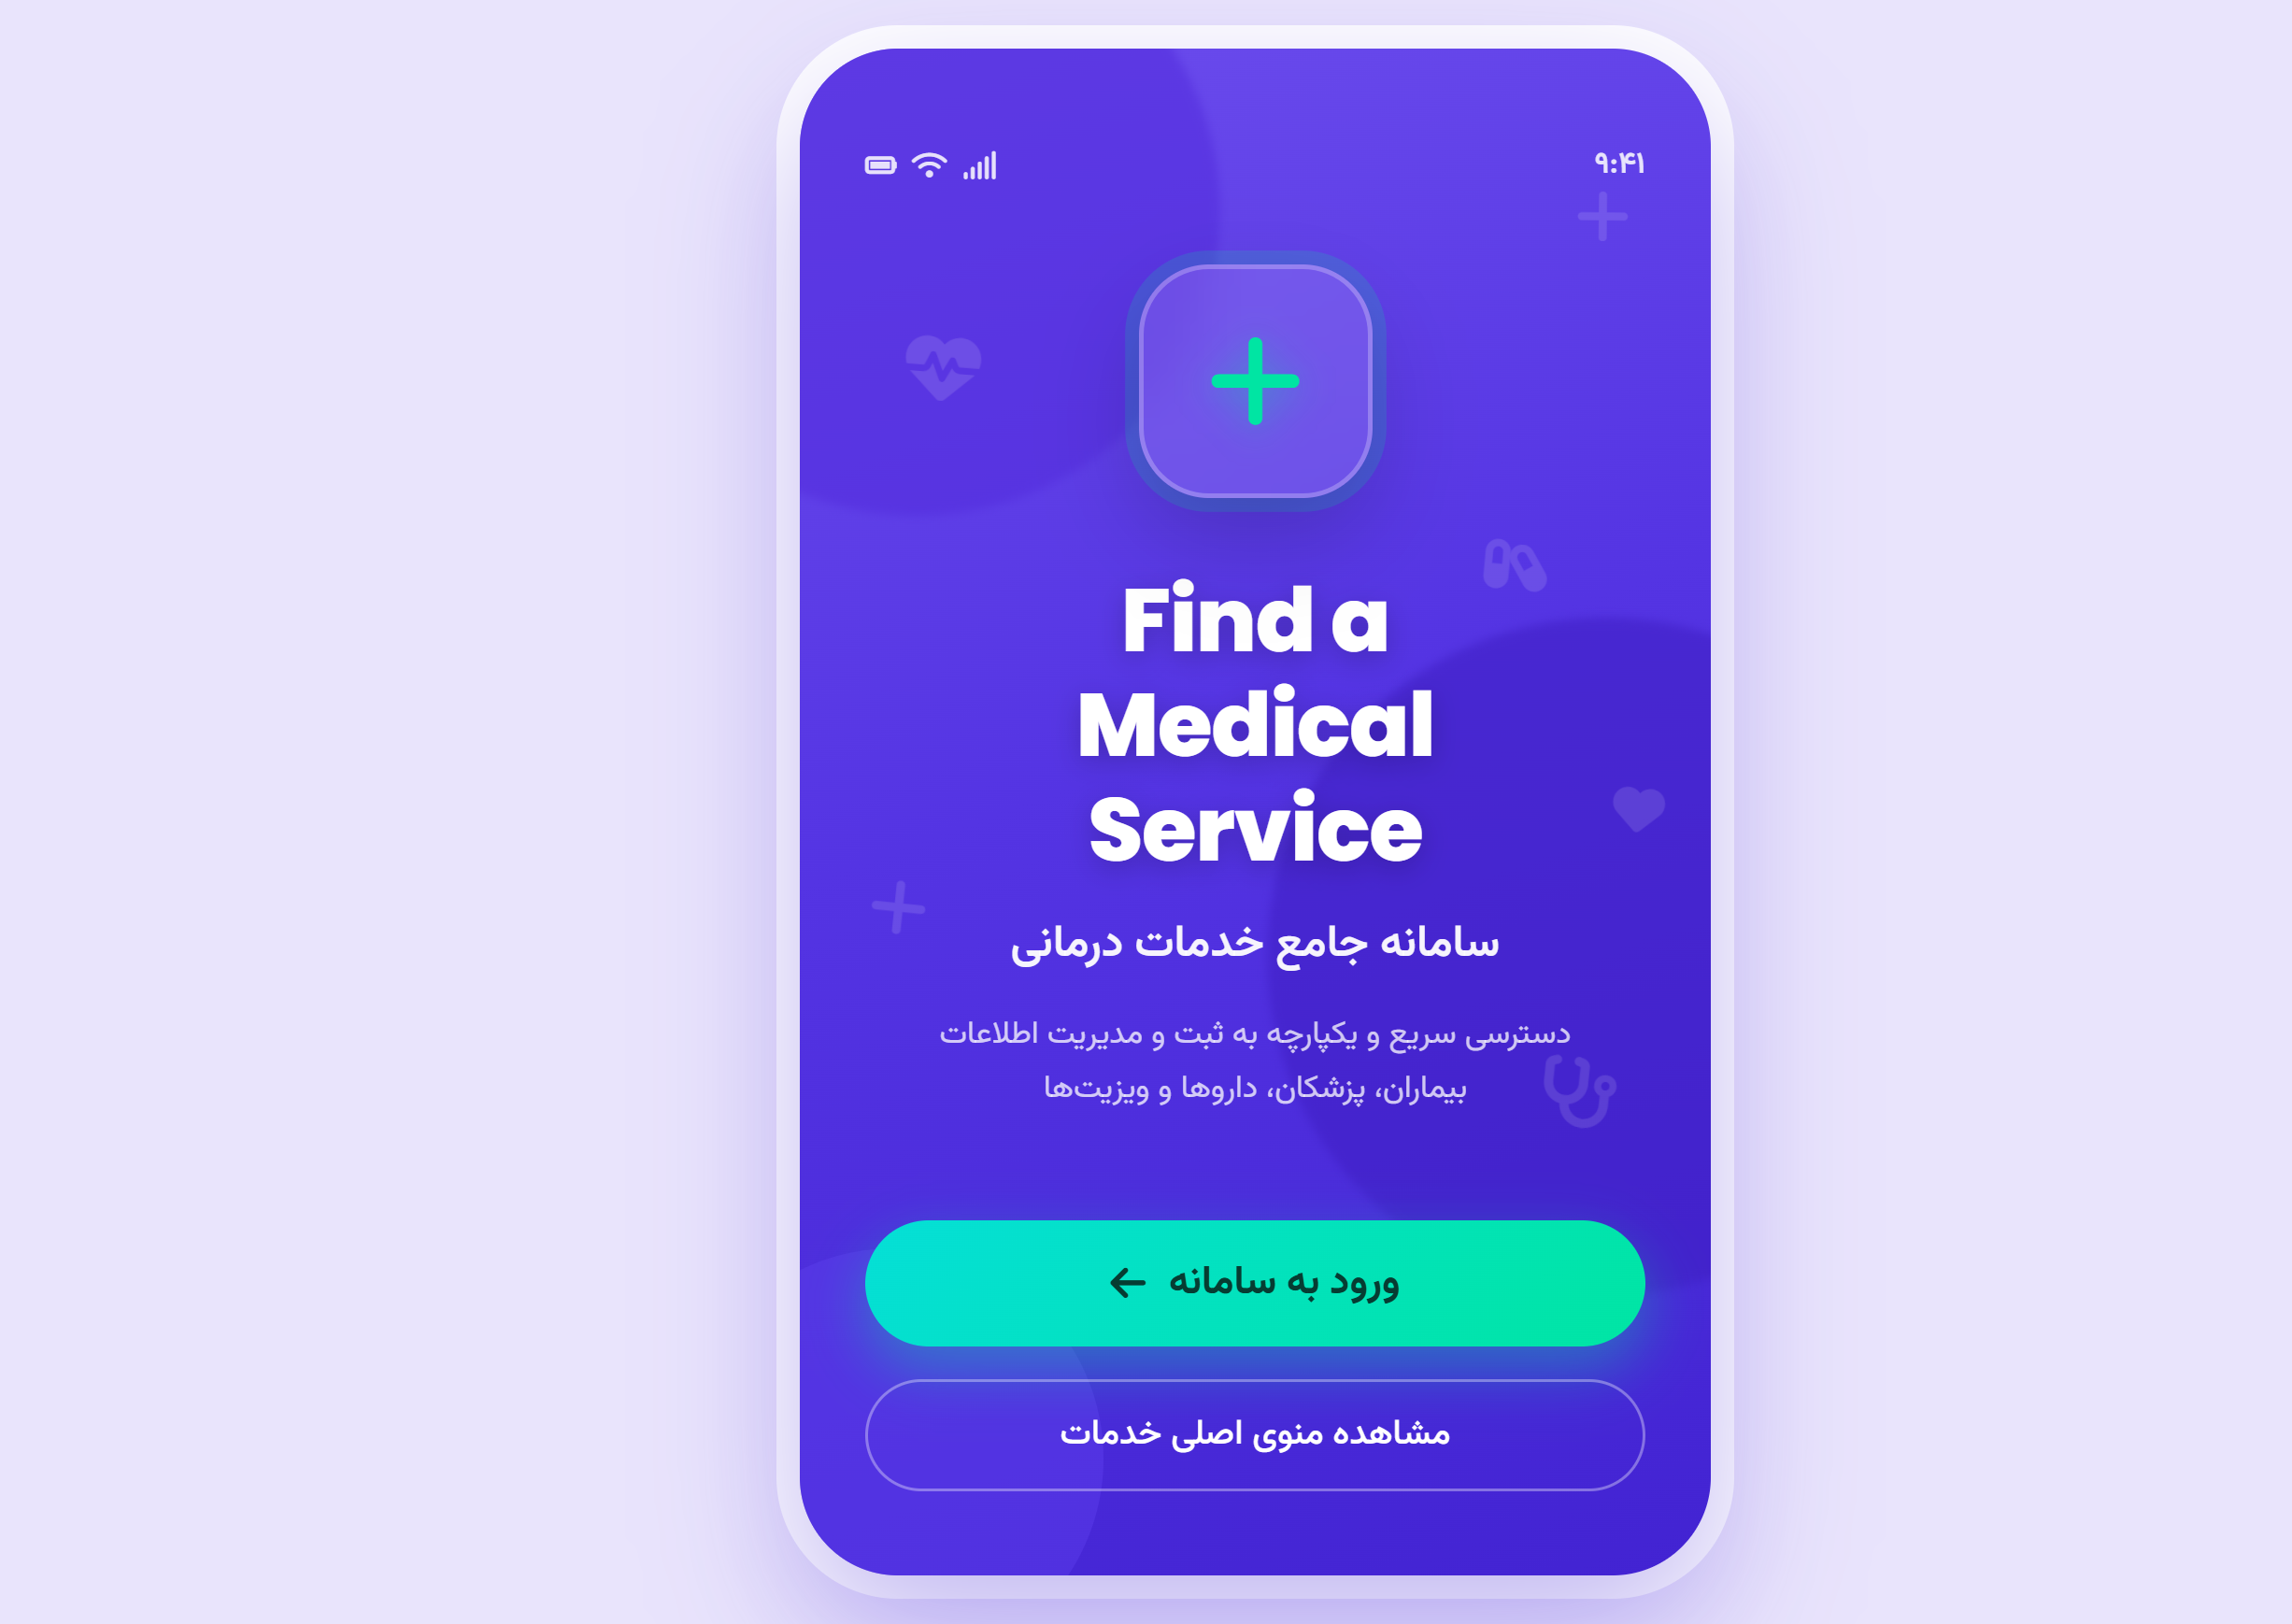 ۹:۴۱
Find a
Medical
Service
سامانه جامع خدمات درمانی
دسترسی سریع و یکپارچه به ثبت و مدیریت اطلاعات
بیماران، پزشکان، داروها و ویزیت‌ها
ورود به سامانه
مشاهده منوی اصلی خدمات